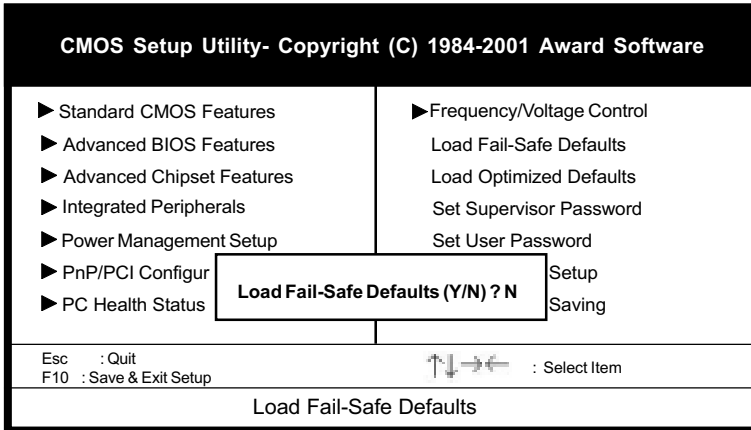 CMOS Setup Utility- Copyright (C) 1984-2001 Award Software
Standard CMOS Features
Advanced BIOS Features
Advanced Chipset Features
Integrated Peripherals
Power Management Setup
PnP/PCI Configur
PC Health Status
Frequency/Voltage Control
Load Fail-Safe Defaults
Load Optimized Defaults
Set Supervisor Password
Set User Password
Setup
Saving
Load Fail-Safe Defaults (Y/N) ? N
Esc : Quit
F10 : Save & Exit Setup
↑↓→← : Select Item
Load Fail-Safe Defaults